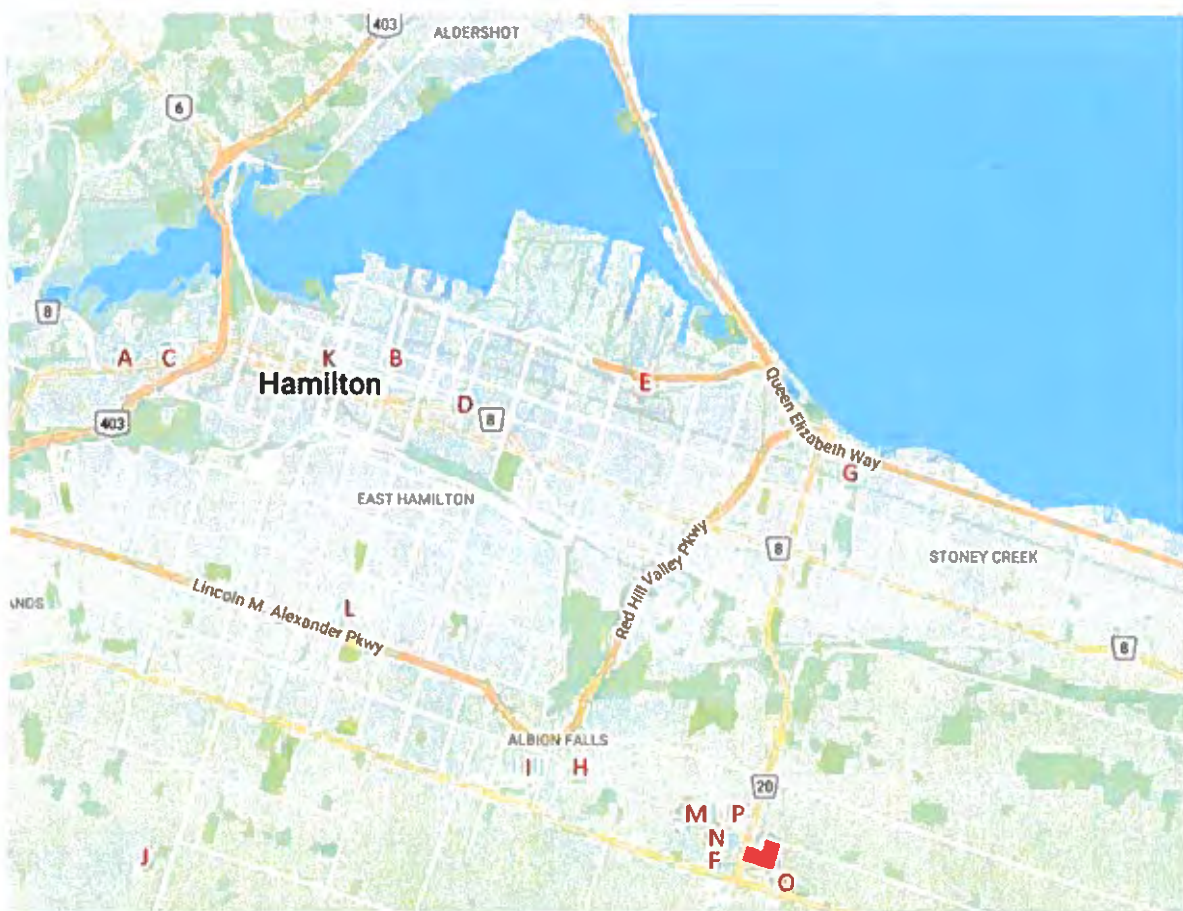 403
ALDERSHOT
6
8
A
C
K
B
E
Hamilton
D
8
403
Queen Elizabeth Way
G
EAST HAMILTON
Red Hill Valley Pkwy
8
STONEY CREEK
ANDS
Lincoln M. Alexander Pkwy
L
8
ALBION FALLS
I
H
20
M
P
N
F
J
O